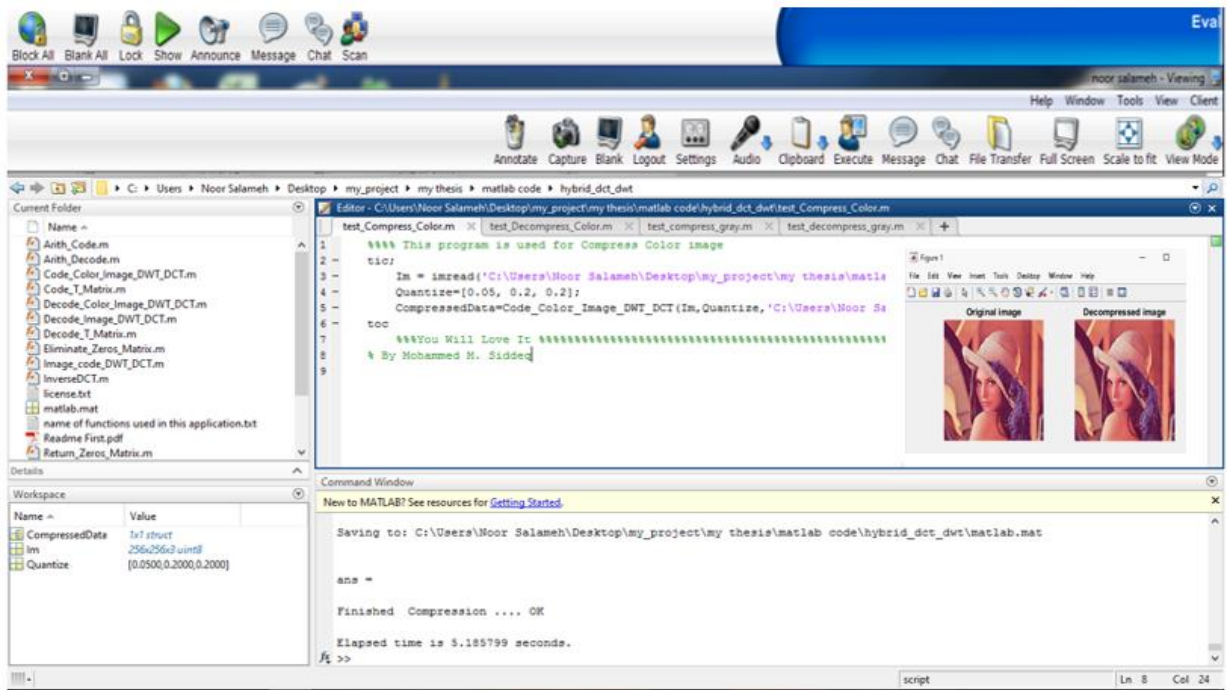 Eval
Block All Blank All Lock Show Announce Message Chat Scan
noor salameh - Viewing
Help Window Tools View Client
Annotate Capture Blank Logout Settings Audio Clipboard Execute Message Chat File Transfer Full Screen Scale to fit View Mode
C: Users Noor Salameh Desktop my_project my thesis matlab code hybrid_dct_dwt
Current Folder
Name
Arith_Code.m
Arith_Decode.m
Code_Color_Image_DWT_DCT.m
Code_T_Matrix.m
Decode_Color_Image_DWT_DCT.m
Decode_Image_DWT_DCT.m
Decode_T_Matrix.m
Eliminate_Zeros_Matrix.m
Image_code_DWT_DCT.m
InverseDCT.m
license.txt
matlab.mat
name of functions used in this application.txt
Readme First.pdf
Return_Zeros_Matrix.m
Details
Workspace
Name Value
CompressedData 1x1 struct
Im 256x256x3 uint8
Quantize [0.0500,0.2000,0.2000]
Editor - C:\Users\Noor Salameh\Desktop\my_project\my thesis\matlab code\hybrid_dct_dwt\test_Compress_Color.m
test_Compress_Color.m test_Decompress_Color.m test_compress_gray.m test_decompress_gray.m +
1 %%%% This program is used for Compress Color image
2 - tic;
3 - Im = imread('C:\Users\Noor Salameh\Desktop\my_project\my thesis\matla
4 - Quantize=[0.05, 0.2, 0.2];
5 - CompressedData=Code_Color_Image_DWT_DCT(Im,Quantize,'C:\Users\Noor Sa
6 - toc
7 %%%You Will Love It %%%%%%%%%%%%%%%%%%%%%%%%%%%%%%%%%%%%%%%%%%%%%%%
8 % By Mohammed M. Siddeq
9
Figure 1
File Edit View Insert Tools Desktop Window Help
Original image Decompressed image
Command Window
New to MATLAB? See resources for Getting Started.
Saving to: C:\Users\Noor Salameh\Desktop\my_project\my thesis\matlab code\hybrid_dct_dwt\matlab.mat
ans =
Finished Compression .... OK
Elapsed time is 5.185799 seconds.
fx >>
script Ln 8 Col 24